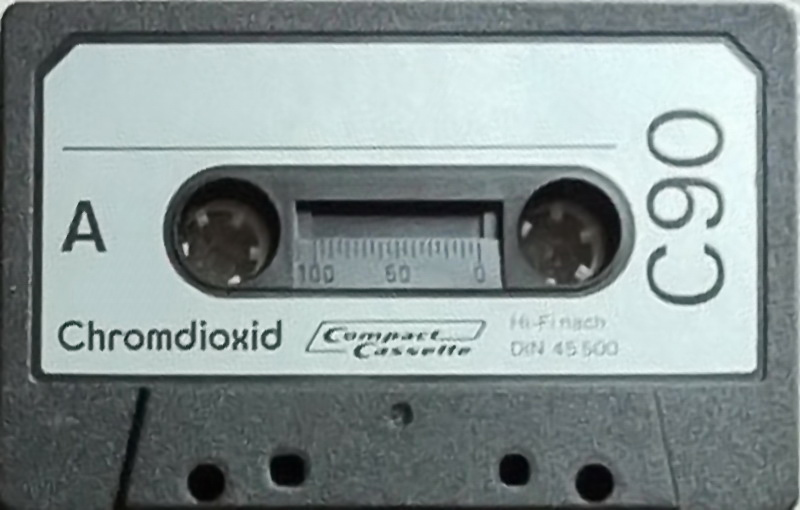 A
100 50 0
C90
Chromdioxid
Compact
Cassette
Hi-Fi nach
DIN 45 500